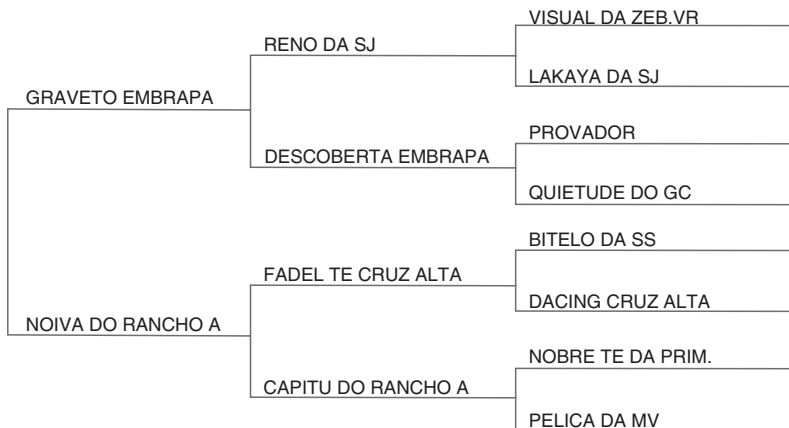 VISUAL DA ZEB.VR
RENO DA SJ
LAKAYA DA SJ
GRAVETO EMBRAPA
PROVADOR
DESCOBERTA EMBRAPA
QUIETUDE DO GC
BITELO DA SS
FADEL TE CRUZ ALTA
DACING CRUZ ALTA
NOIVA DO RANCHO A
NOBRE TE DA PRIM.
CAPITU DO RANCHO A
PELICA DA MV